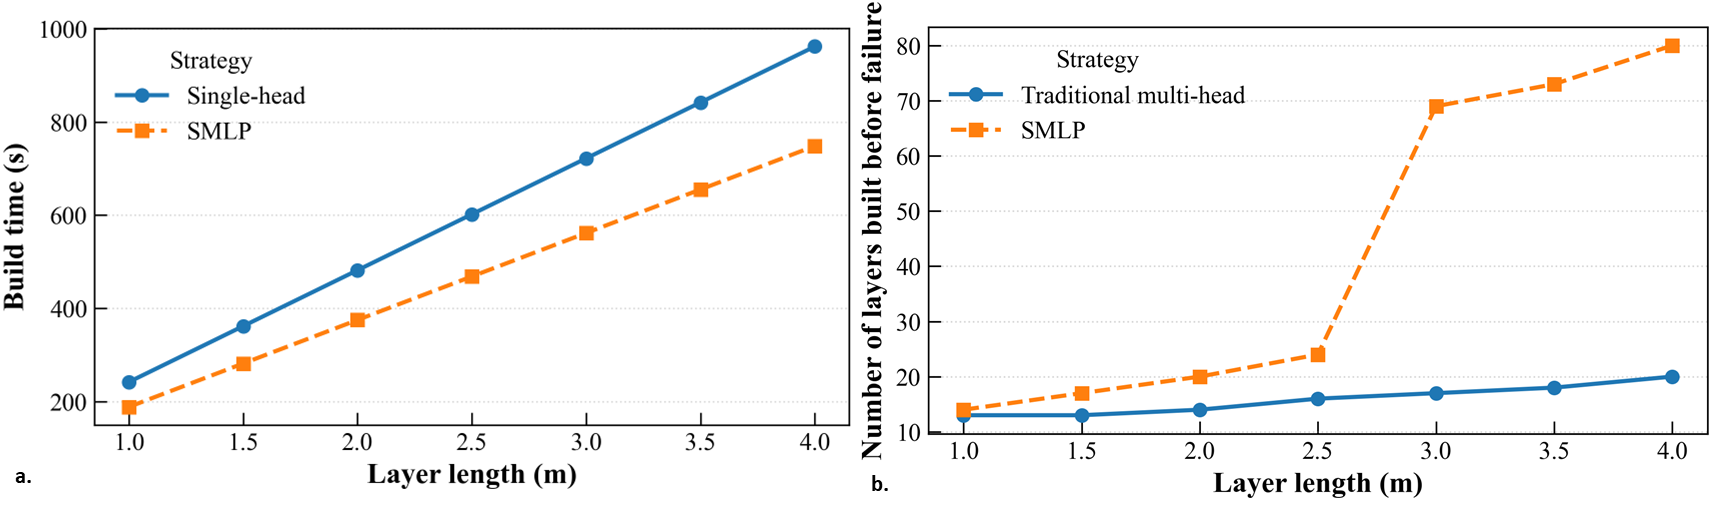 Build time (s)
1000
800
600
400
200
Strategy
Single-head
SMLP
1.0 1.5 2.0 2.5 3.0 3.5 4.0
Layer length (m)
a.
Number of layers built before failure
80
70
60
50
40
30
20
10
Strategy
Traditional multi-head
SMLP
1.0 1.5 2.0 2.5 3.0 3.5 4.0
Layer length (m)
b.